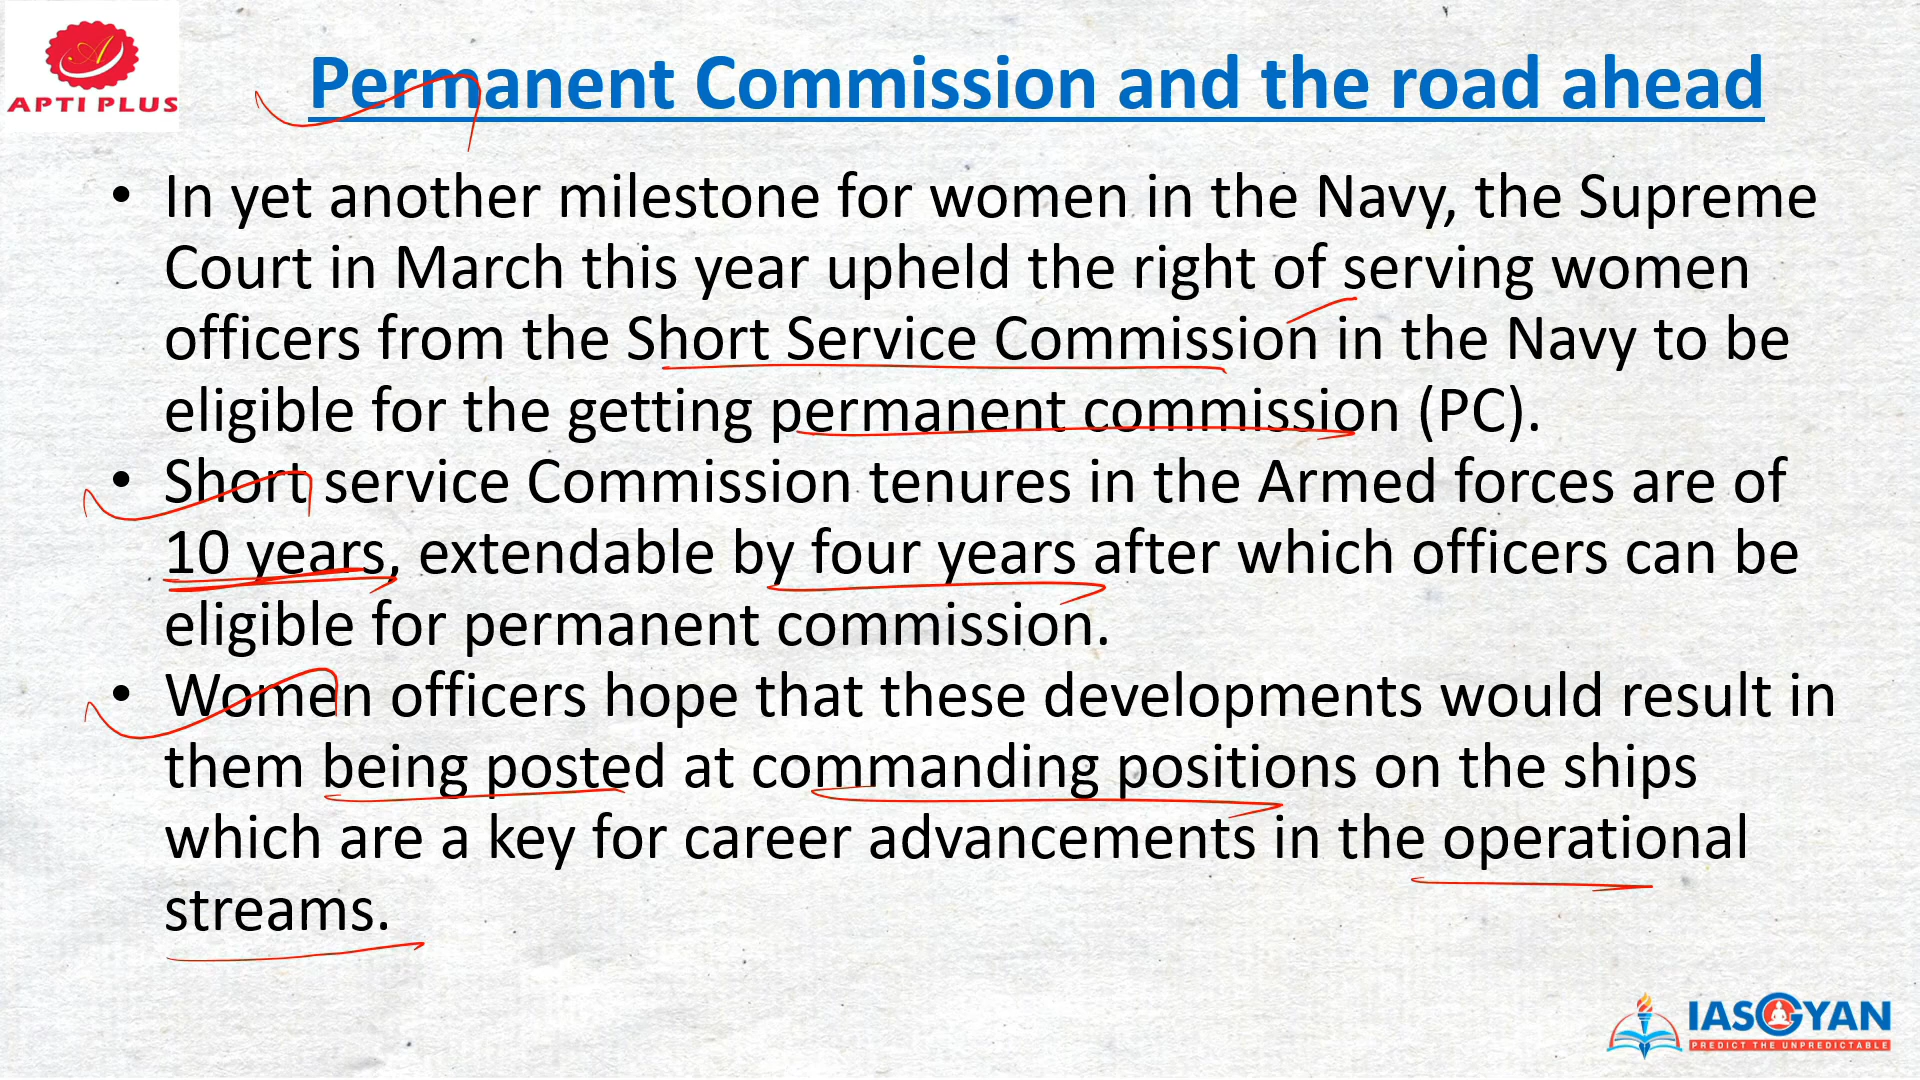 A
APTI PLUS
Permanent Commission and the road ahead
• In yet another milestone for women in the Navy, the Supreme
Court in March this year upheld the right of serving women
officers from the Short Service Commission in the Navy to be
eligible for the getting permanent commission (PC).
• Short service Commission tenures in the Armed forces are of
10 years, extendable by four years after which officers can be
eligible for permanent commission.
• Women officers hope that these developments would result in
them being posted at commanding positions on the ships
which are a key for career advancements in the operational
streams.
IASGYAN
PREDICT THE UNPREDICTABLE